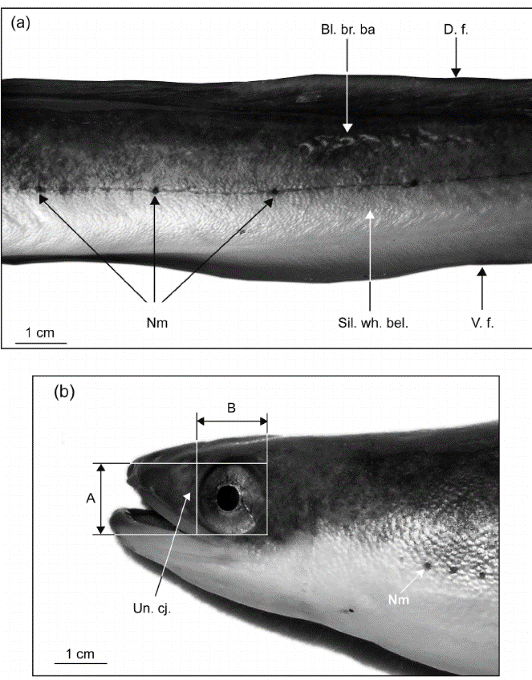 (a)
Bl. br. ba
D. f.
Nm
Sil. wh. bel.
V. f.
1 cm
(b)
B
A
Un. cj.
Nm
1 cm